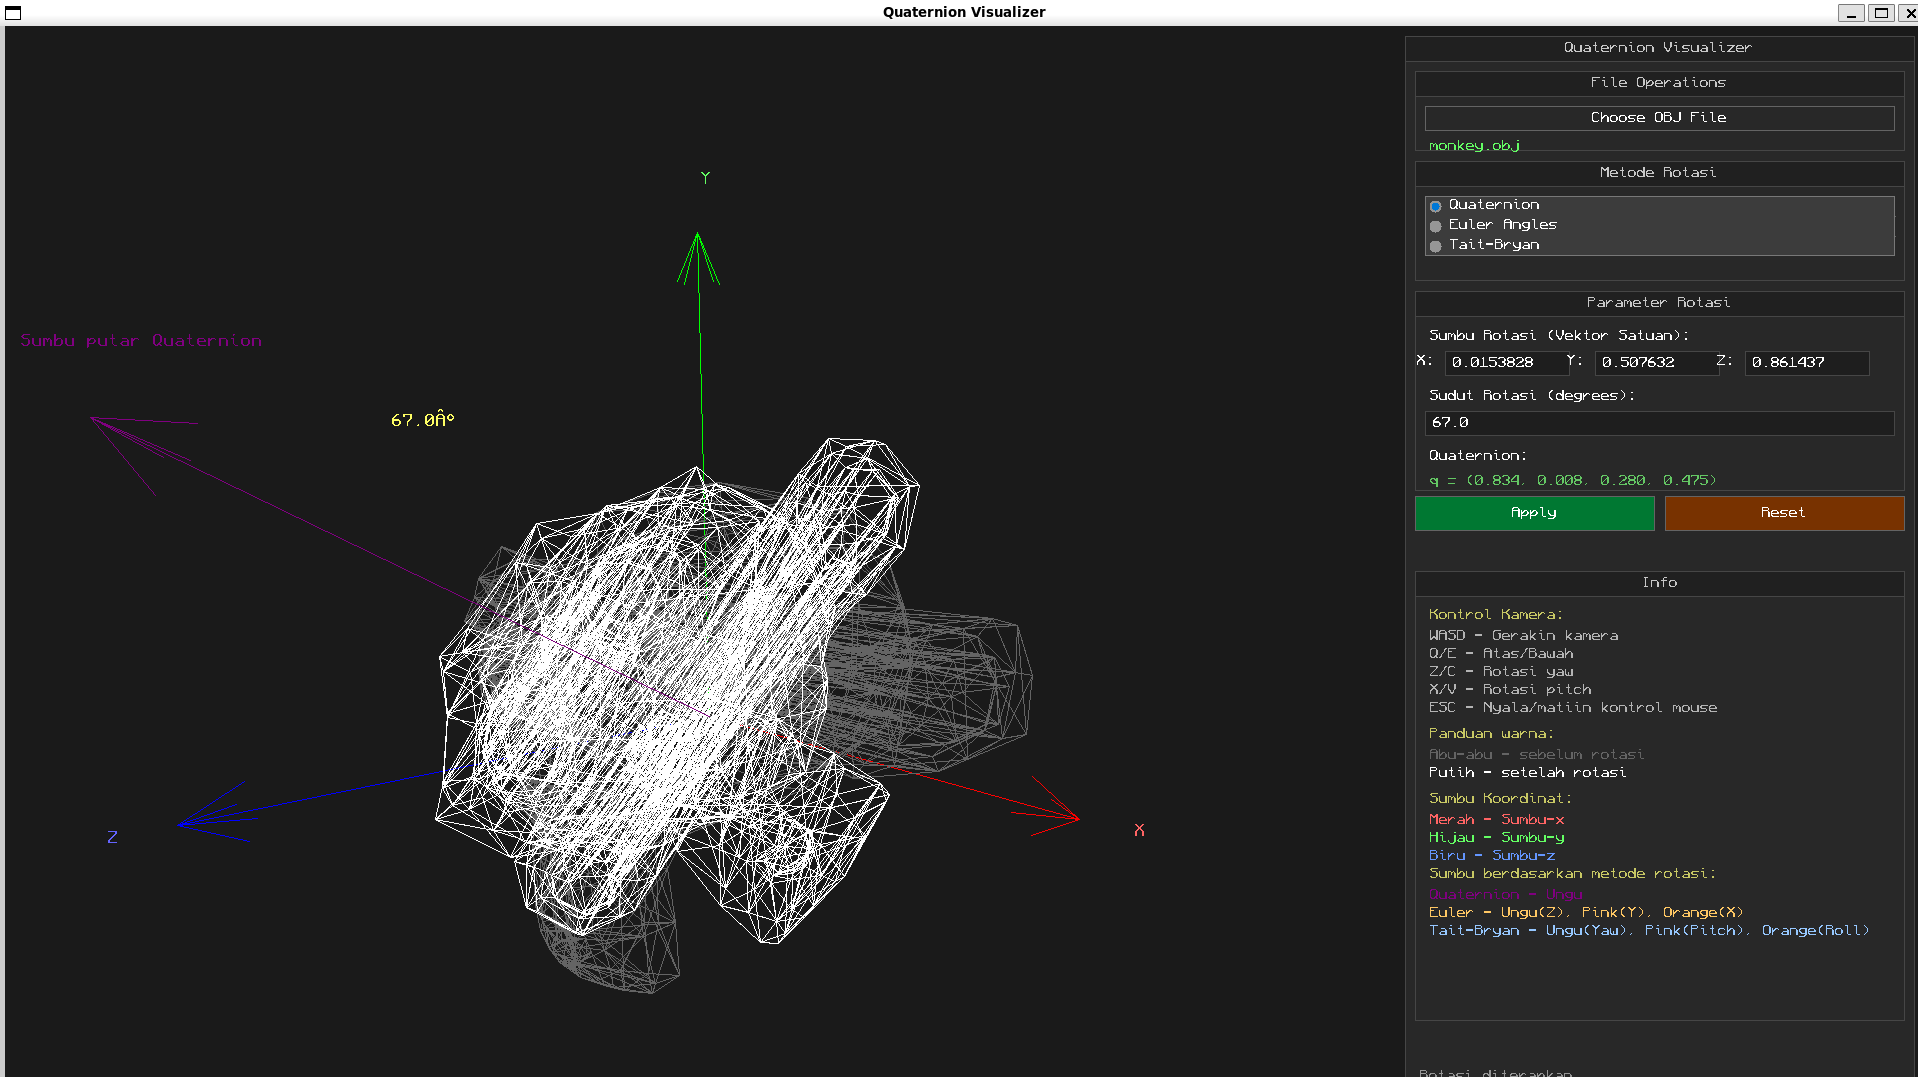 Quaternion Visualizer
Quaternion Visualizer
File Operations
Choose OBJ File
monkey.obj
Metode Rotasi
Quaternion
Euler Angles
Tait-Bryan
Parameter Rotasi
Sumbu Rotasi (Vektor Satuan):
X: 0.0153828 Y: 0.507632 Z: 0.861437
Sudut Rotasi (degrees):
67.0
Quaternion:
q = (0.834, 0.008, 0.280, 0.475)
Apply Reset
Info
Kontrol Kamera:
WASD - Gerakin kamera
Q/E - Atas/Bawah
Z/C - Rotasi yaw
X/V - Rotasi pitch
ESC - Nyala/matiin kontrol mouse
Panduan warna:
Abu-abu - sebelum rotasi
Putih - setelah rotasi
Sumbu Koordinat:
Merah - Sumbu-x
Hijau - Sumbu-y
Biru - Sumbu-z
Sumbu berdasarkan metode rotasi:
Quaternion - Ungu
Euler - Ungu(Z), Pink(Y), Orange(X)
Tait-Bryan - Ungu(Yaw), Pink(Pitch), Orange(Roll)
Rotasi diterapkan
Y
Sumbu putar Quaternion
67.0Âº
Z
X